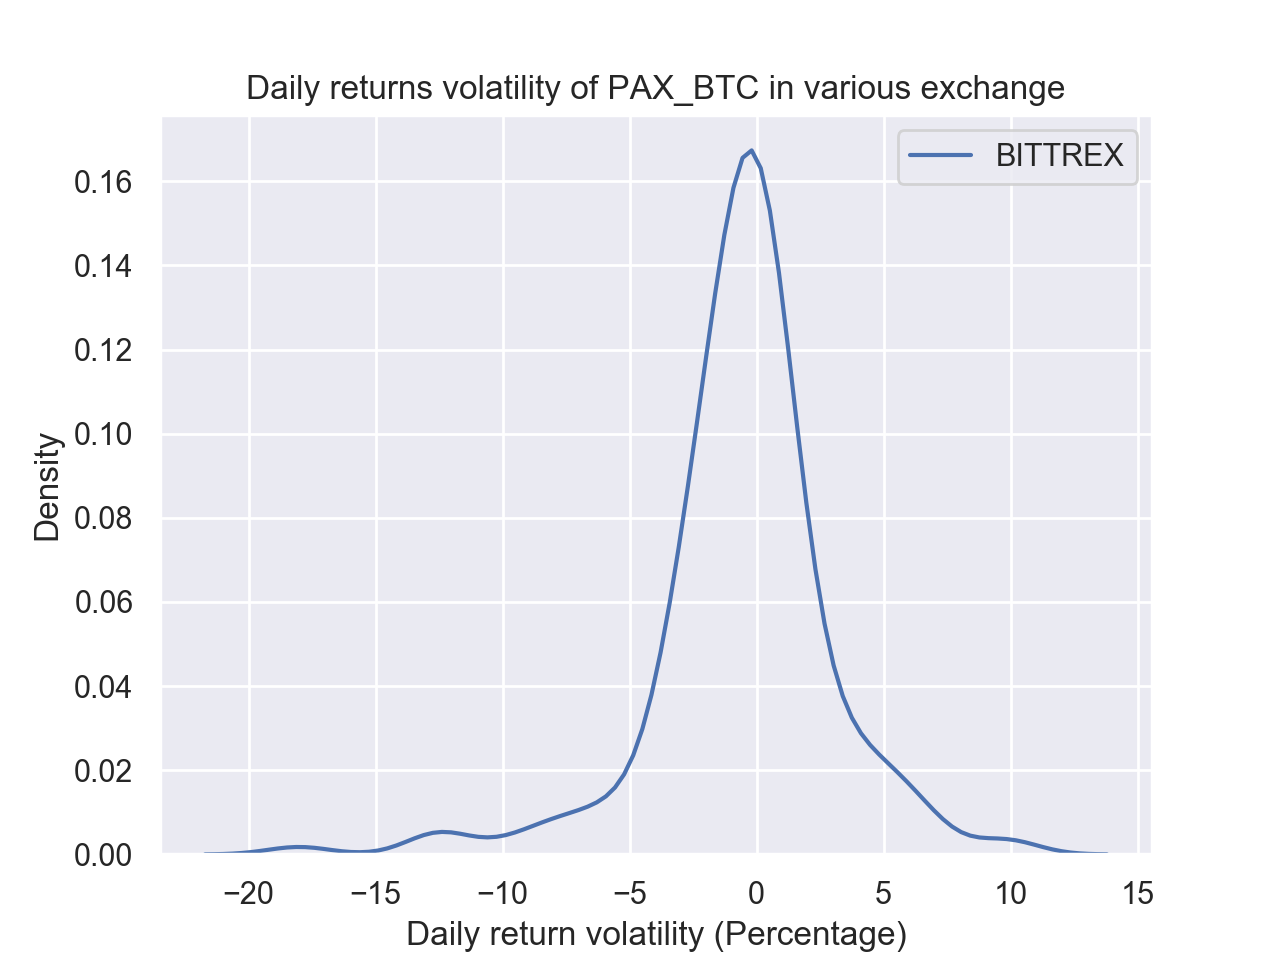 Daily returns volatility of PAX_BTC in various exchange
BITTREX
0.16
0.14
0.12
0.10
0.08
0.06
0.04
0.02
0.00
Density
−20 −15 −10 −5 0 5 10 15
Daily return volatility (Percentage)